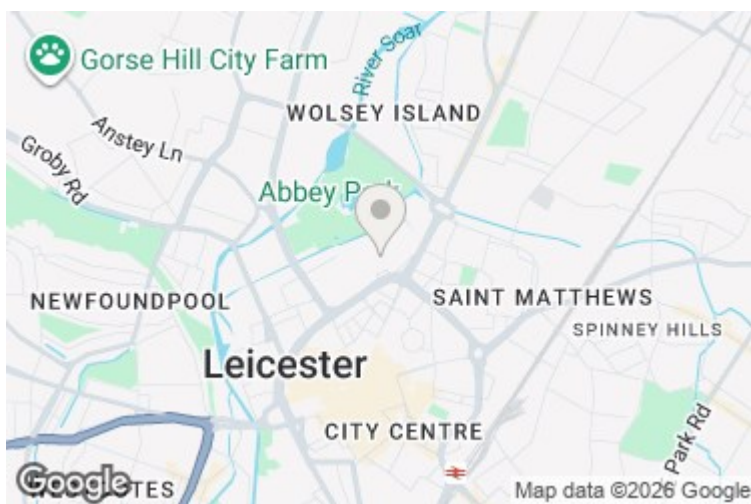 Gorse Hill City Farm
River Soar
WOLSEY ISLAND
Anstey Ln
Groby Rd
Abbey
NEWFOUNDPOOL
SAINT MATTHEWS
SPINNEY HILLS
Leicester
CITY CENTRE
Park Rd
Google
Map data ©2026 Google